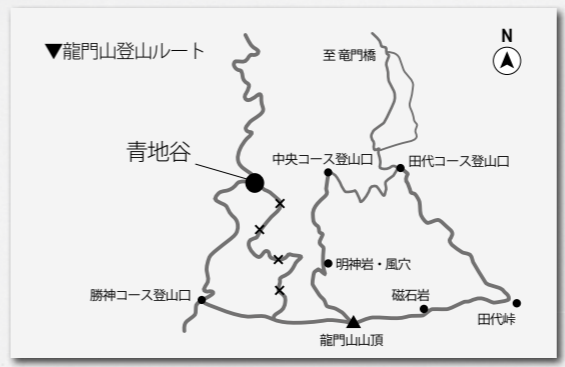 ▼龍門山登山ルート
至 竜門橋
N
青地谷
中央コース登山口
田代コース登山口
明神岩・風穴
勝神コース登山口
磁石岩
田代峠
龍門山山頂